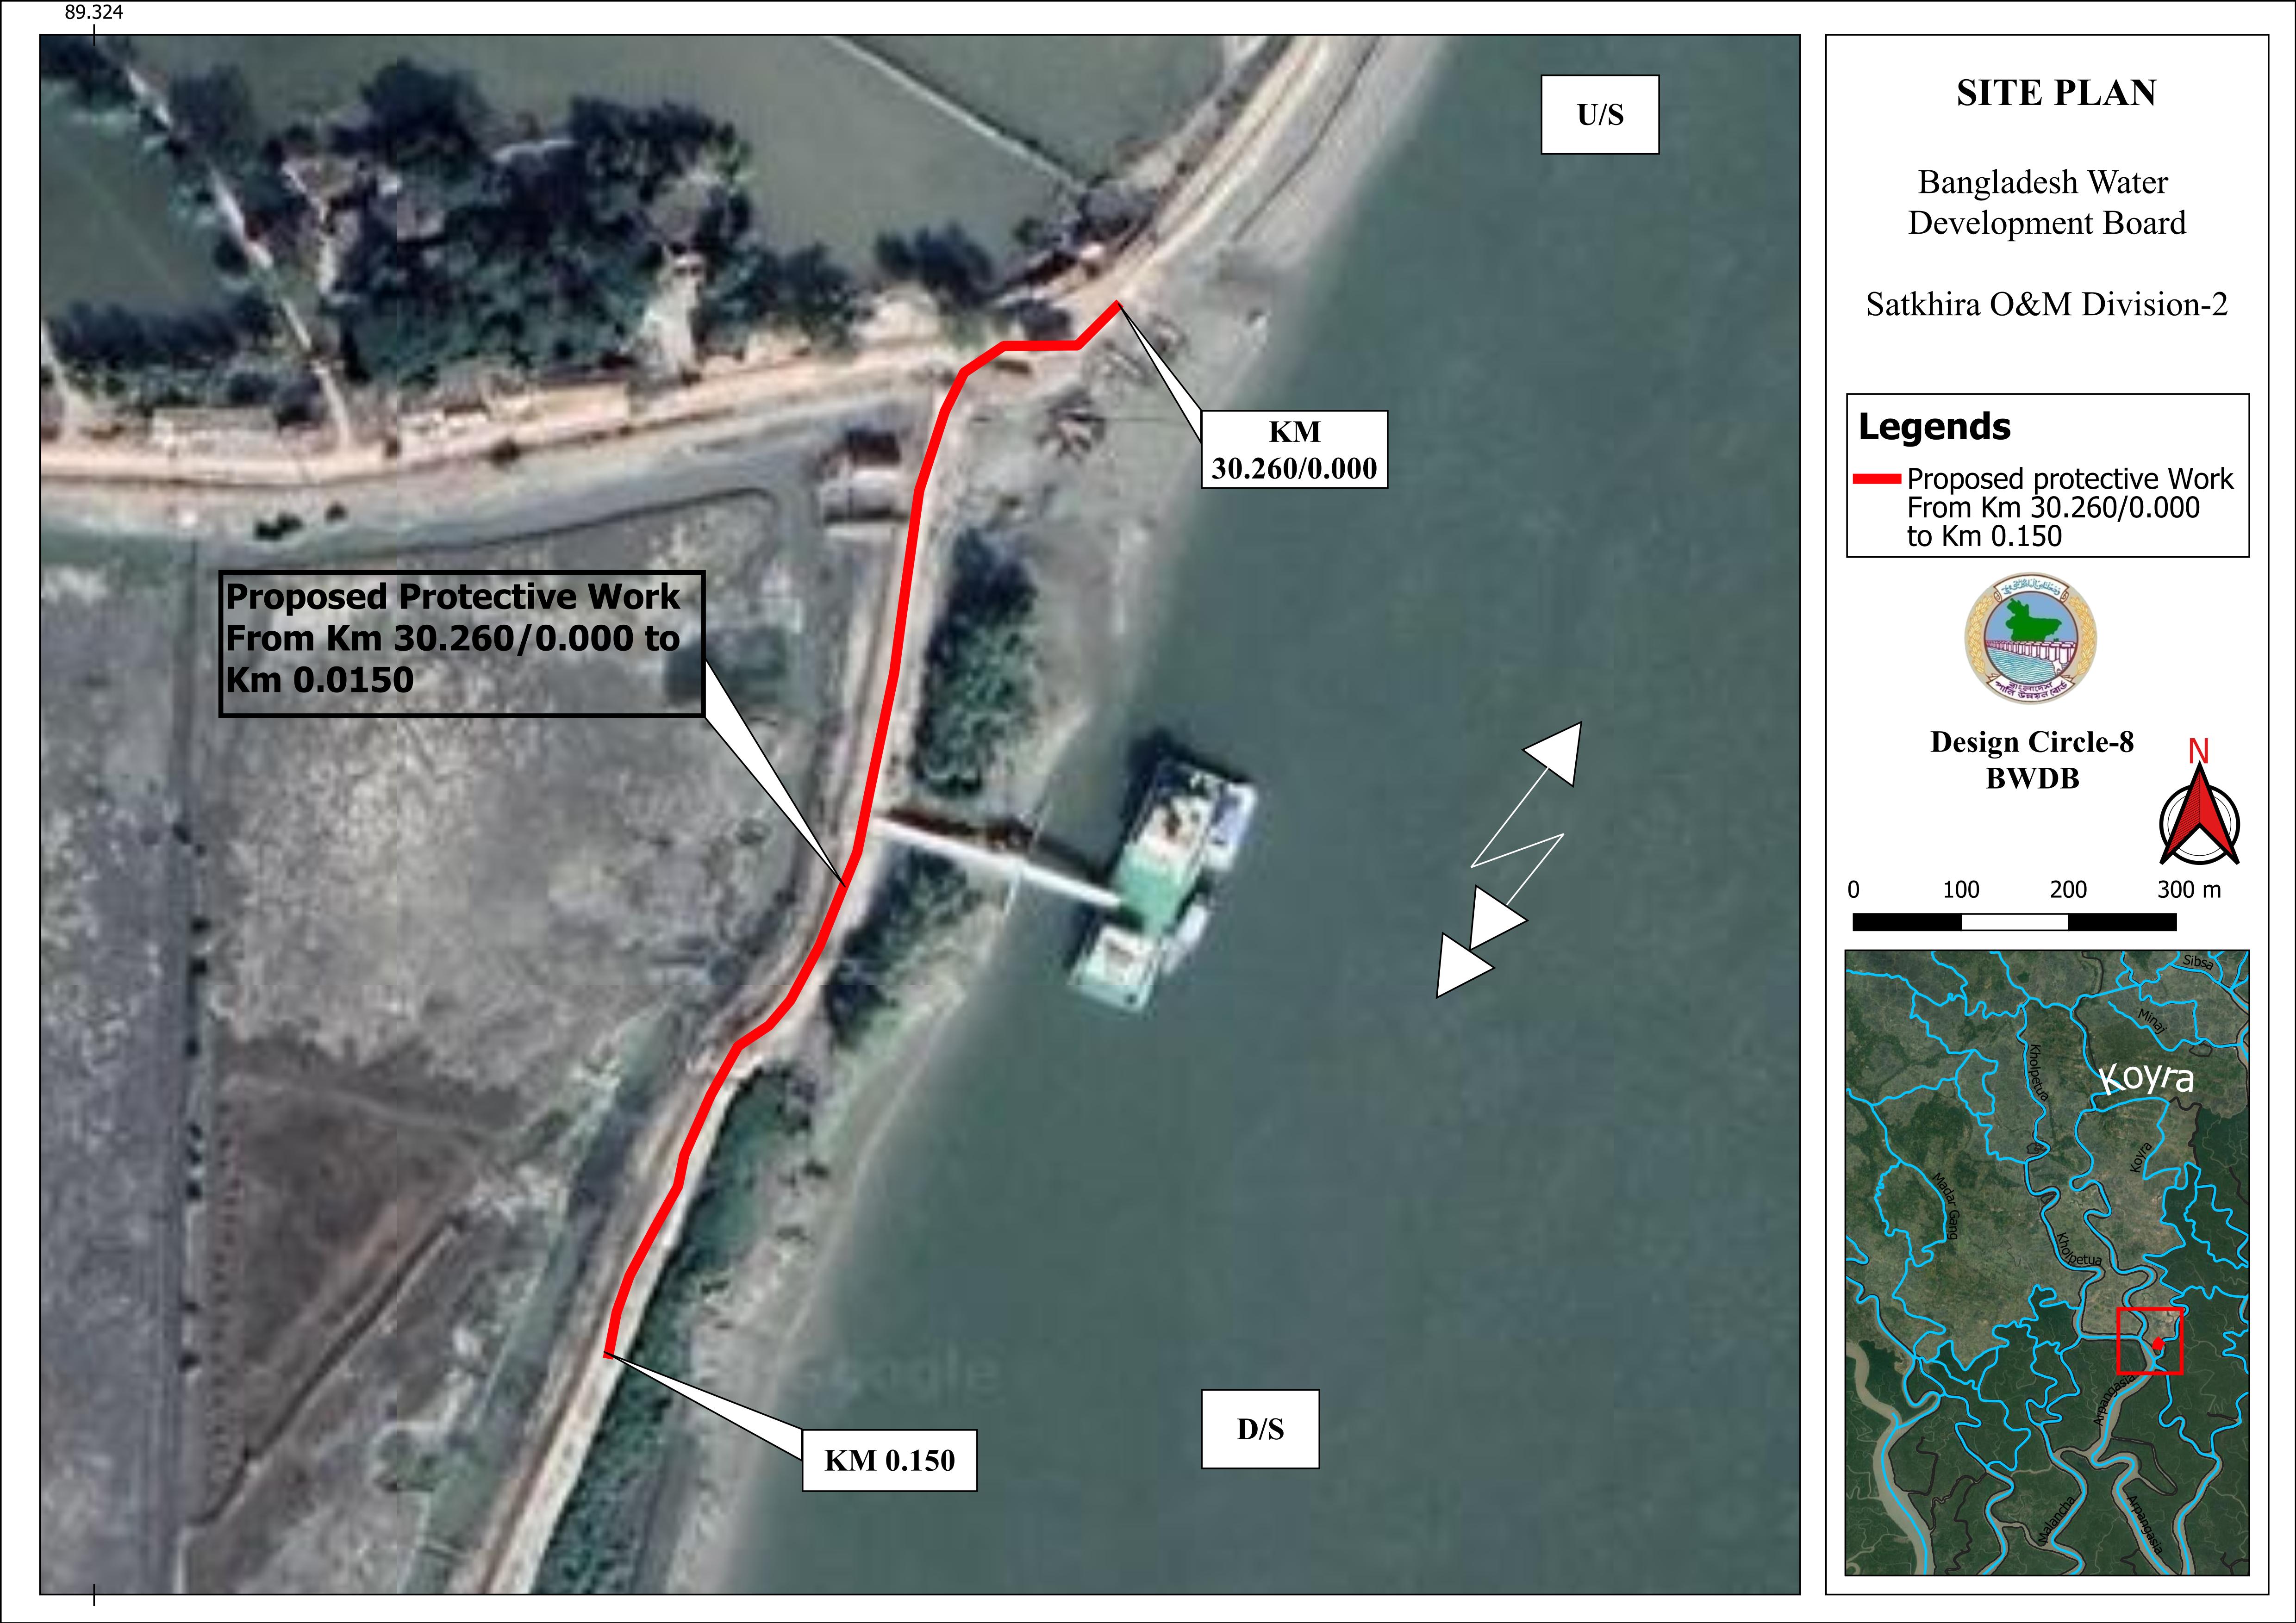 89.324
U/S
KM
30.260/0.000
Proposed Protective Work
From Km 30.260/0.000 to
Km 0.0150
KM 0.150
D/S
SITE PLAN
Bangladesh Water
Development Board
Satkhira O&M Division-2
Legends
Proposed protective Work
From Km 30.260/0.000
to Km 0.150
বাংলাদেশ
পানি উন্নয়ন বোর্ড
Design Circle-8
BWDB
N
0 100 200 300 m
Sibsa
Minaj
Kholpetua
Koyra
Koyra
Madar Gang
Kholpetua
Arpangasia
Malancha
Arpangasia